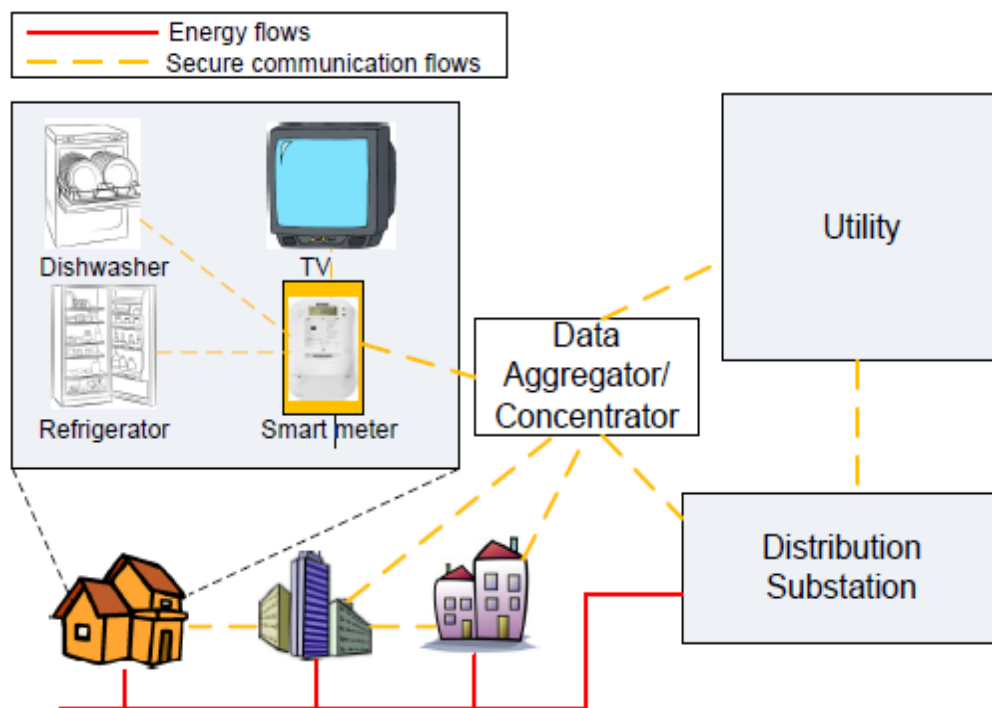 Energy flows
Secure communication flows
Dishwasher
TV
Refrigerator
Smart meter
Data
Aggregator/
Concentrator
Utility
Distribution
Substation